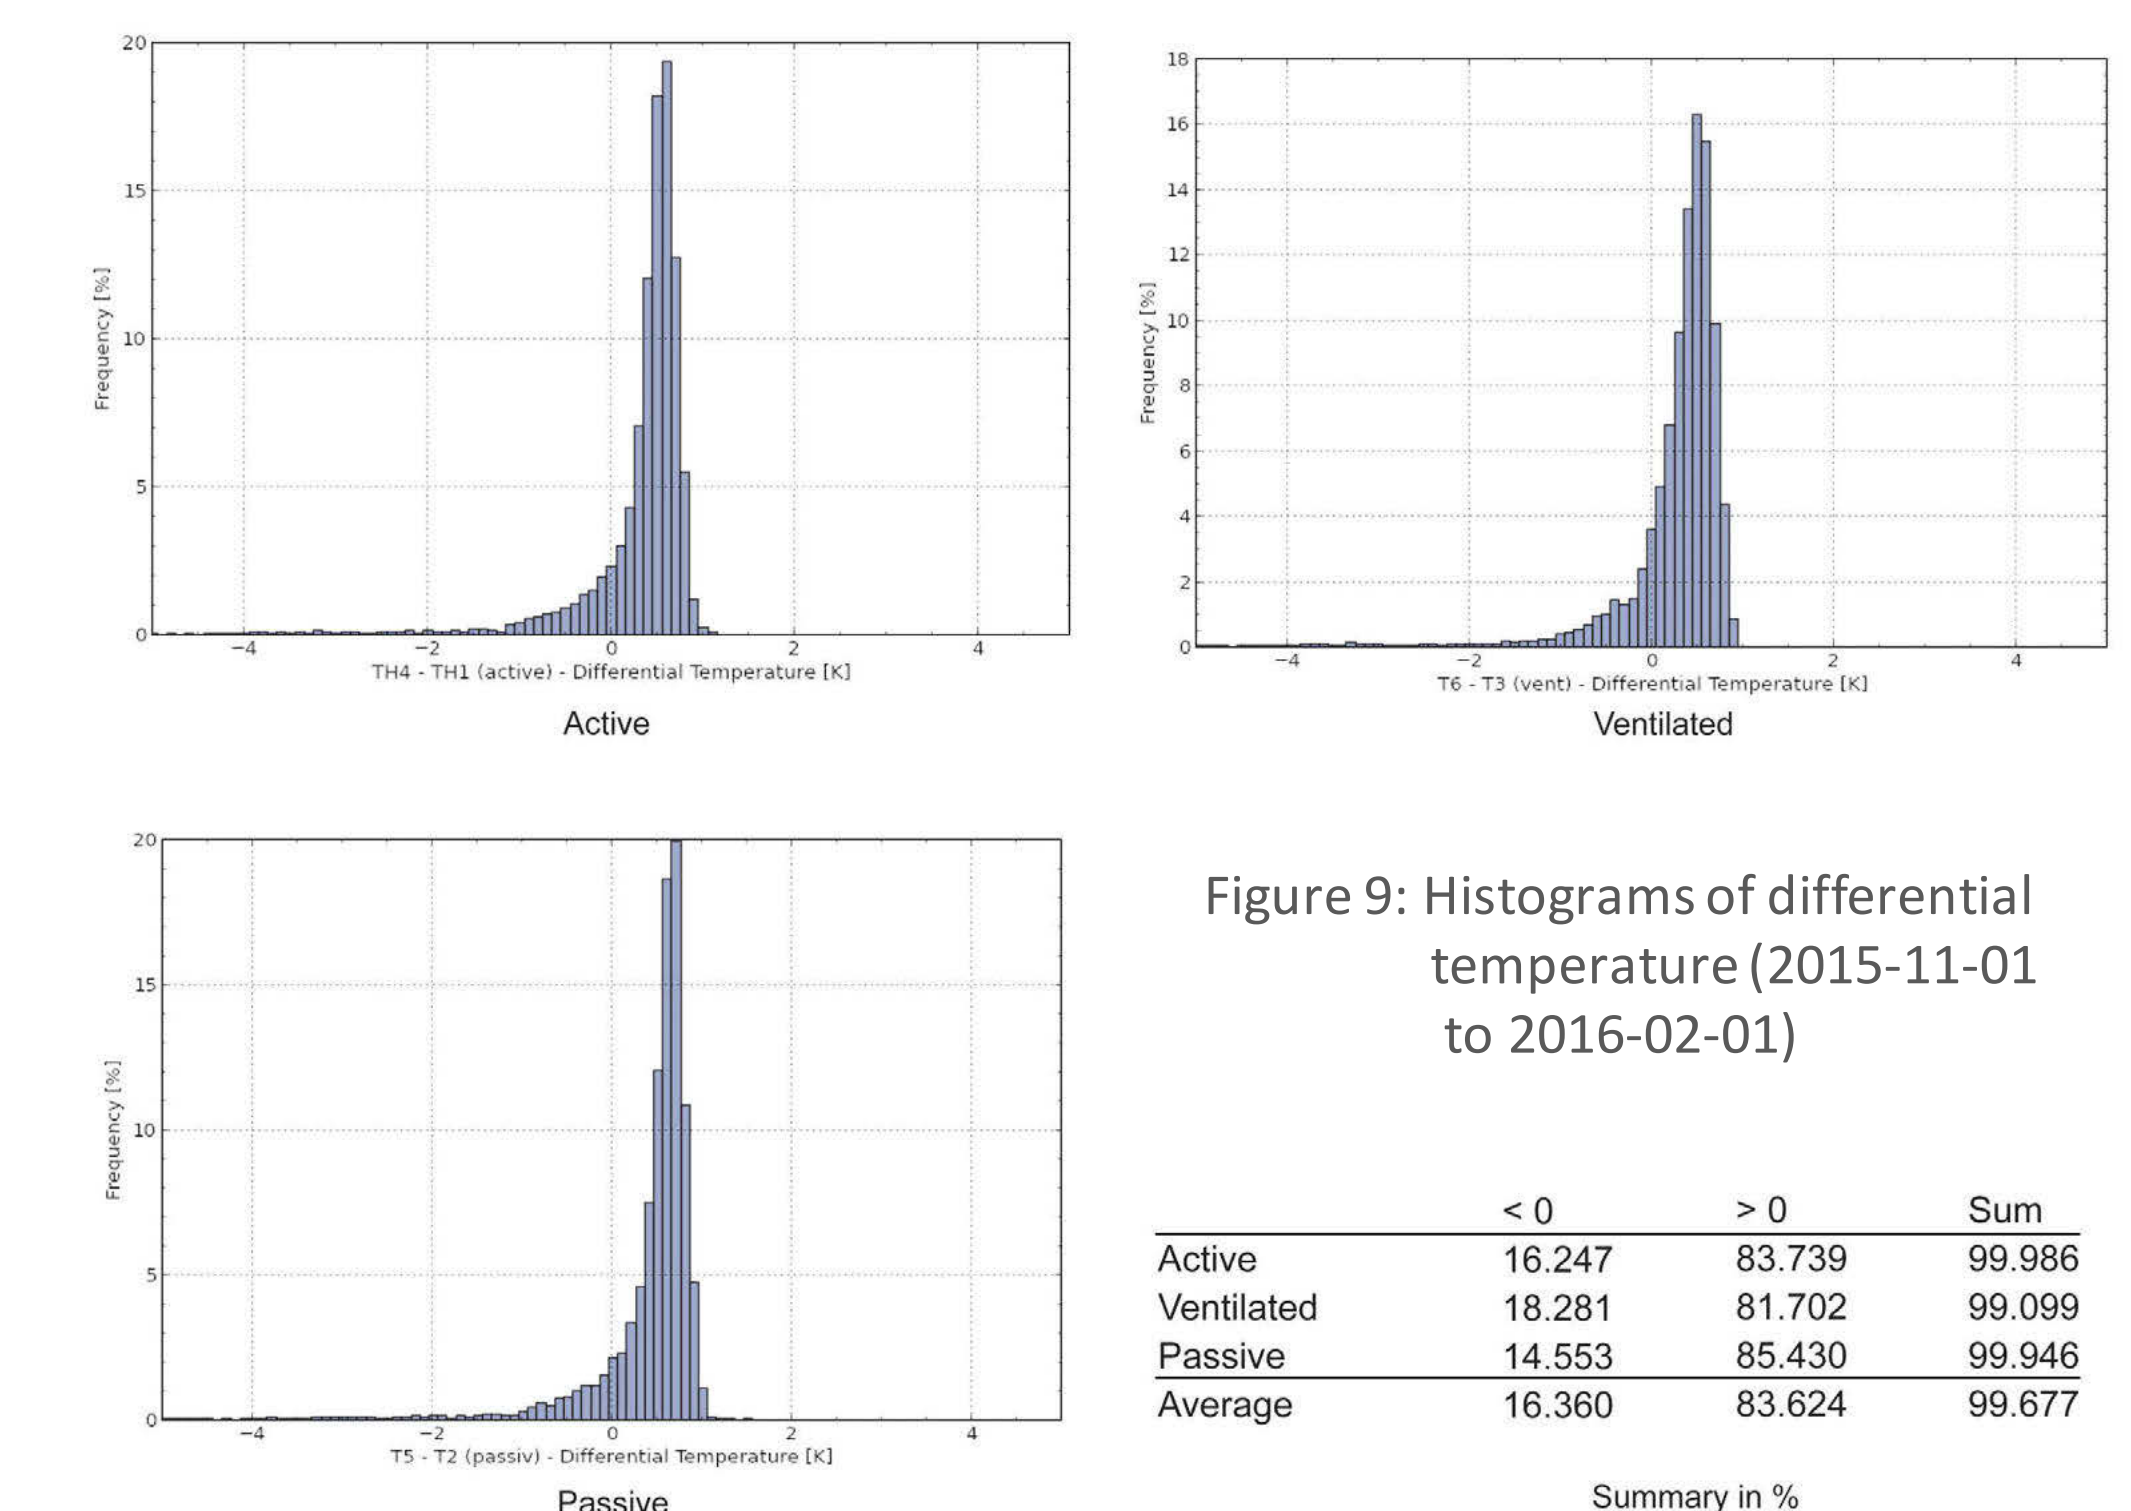 20
15
10
5
0
Frequency [%]
−4 −2 0 2 4
TH4 - TH1 (active) - Differential Temperature [K]
Active
18
16
14
12
10
8
6
4
2
0
Frequency [%]
−4 −2 0 2 4
T6 - T3 (vent) - Differential Temperature [K]
Ventilated
20
15
10
5
0
Frequency [%]
−4 −2 0 2 4
T5 - T2 (passiv) - Differential Temperature [K]
Passive
Figure 9: Histograms of differential
temperature (2015-11-01
to 2016-02-01)
< 0 > 0 Sum
Active 16.247 83.739 99.986
Ventilated 18.281 81.702 99.099
Passive 14.553 85.430 99.946
Average 16.360 83.624 99.677
Summary in %